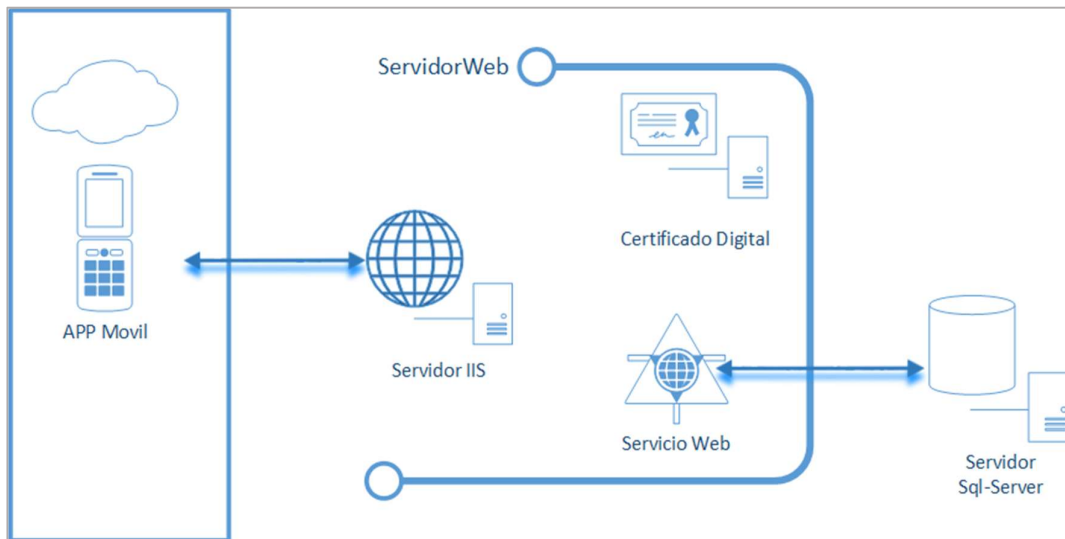 ServidorWeb
Certificado Digital
APP Movil
Servidor IIS
Servicio Web
Servidor
Sql-Server